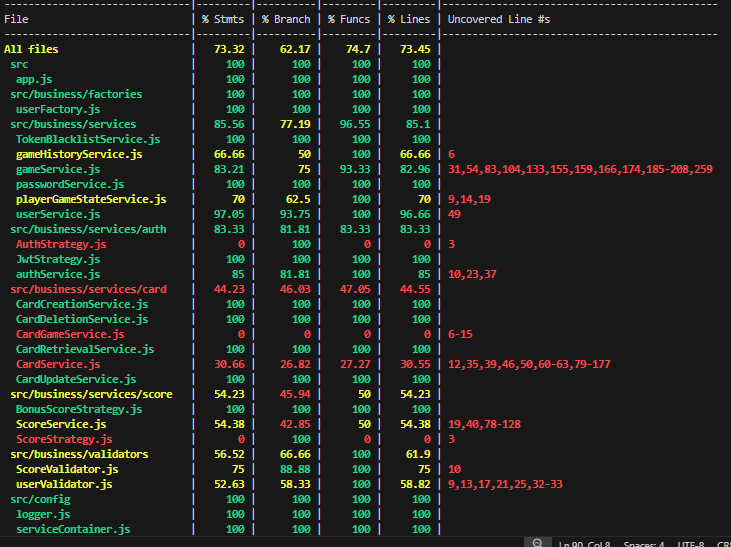 -----------------------------|---------|----------|---------|---------|-----------------------------------
File | % Stmts | % Branch | % Funcs | % Lines | Uncovered Line #s
-----------------------------|---------|----------|---------|---------|-----------------------------------
All files | 73.32 | 62.17 | 74.7 | 73.45 |
src | 100 | 100 | 100 | 100 |
app.js | 100 | 100 | 100 | 100 |
src/business/factories | 100 | 100 | 100 | 100 |
userFactory.js | 100 | 100 | 100 | 100 |
src/business/services | 85.56 | 77.19 | 96.55 | 85.1 |
TokenBlacklistService.js | 100 | 100 | 100 | 100 |
gameHistoryService.js | 66.66 | 50 | 100 | 66.66 | 6
gameService.js | 83.21 | 75 | 93.33 | 82.96 | 31,54,83,104,133,155,159,166,174,185-208,259
passwordService.js | 100 | 100 | 100 | 100 |
playerGameStateService.js | 70 | 62.5 | 100 | 70 | 9,14,19
userService.js | 97.05 | 93.75 | 100 | 96.66 | 49
src/business/services/auth | 83.33 | 81.81 | 83.33 | 83.33 |
AuthStrategy.js | 0 | 100 | 0 | 0 | 3
JwtStrategy.js | 100 | 100 | 100 | 100 |
authService.js | 85 | 81.81 | 100 | 85 | 10,23,37
src/business/services/card | 44.23 | 46.03 | 47.05 | 44.55 |
CardCreationService.js | 100 | 100 | 100 | 100 |
CardDeletionService.js | 100 | 100 | 100 | 100 |
CardGameService.js | 0 | 0 | 0 | 0 | 6-15
CardRetrievalService.js | 100 | 100 | 100 | 100 |
CardService.js | 30.66 | 26.82 | 27.27 | 30.55 | 12,35,39,46,50,60-63,79-177
CardUpdateService.js | 100 | 100 | 100 | 100 |
src/business/services/score | 54.23 | 45.94 | 50 | 54.23 |
BonusScoreStrategy.js | 100 | 100 | 100 | 100 |
ScoreService.js | 54.38 | 42.85 | 50 | 54.38 | 19,40,78-128
ScoreStrategy.js | 0 | 100 | 0 | 0 | 3
src/business/validators | 56.52 | 66.66 | 100 | 61.9 |
ScoreValidator.js | 75 | 88.88 | 100 | 75 | 10
userValidator.js | 52.63 | 58.33 | 100 | 58.82 | 9,13,17,21,25,32-33
src/config | 100 | 100 | 100 | 100 |
logger.js | 100 | 100 | 100 | 100 |
serviceContainer.js | 100 | 100 | 100 | 100 |
Ln 90, Col 8 Spaces: 4 UTF-8